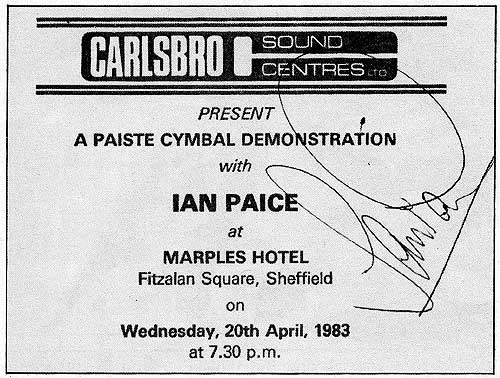 CARLSBRO SOUND CENTRES LTD
PRESENT
A PAISTE CYMBAL DEMONSTRATION
with
IAN PAICE
at
MARPLES HOTEL
Fitzalan Square, Sheffield
on
Wednesday, 20th April, 1983
at 7.30 p.m.